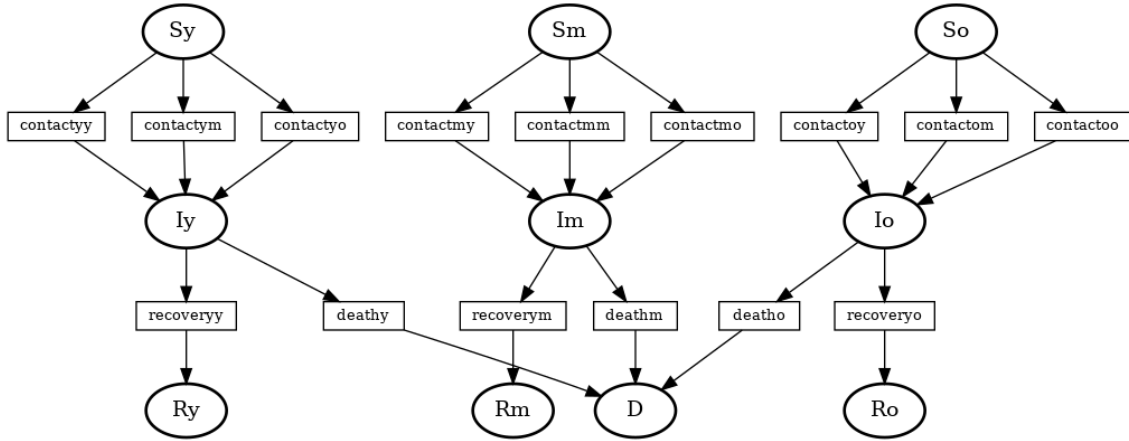 Sy Sm So
contactyy contactym contactyo contactmy contactmm contactmo contactoy contactom contactoo
Iy Im Io
recoveryy deathy recoverym deathm deatho recoveryo
Ry Rm D Ro